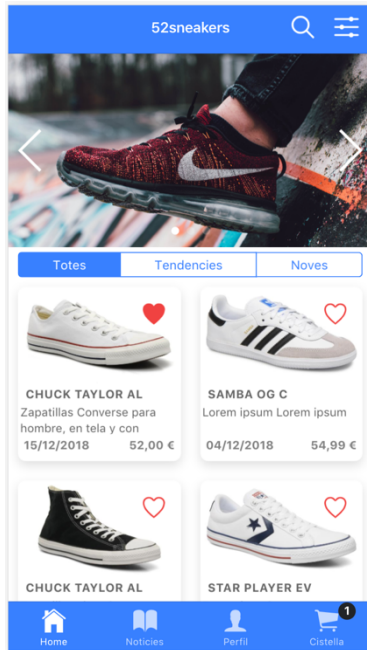 52sneakers
Totes
Tendencies
Noves
CHUCK TAYLOR AL
Zapatillas Converse para
hombre, en tela y con
15/12/2018
52,00 €
SAMBA OG C
Lorem ipsum Lorem ipsum
04/12/2018
54,99 €
CHUCK TAYLOR AL
STAR PLAYER EV
1
Home
Noticies
Perfil
Cistella